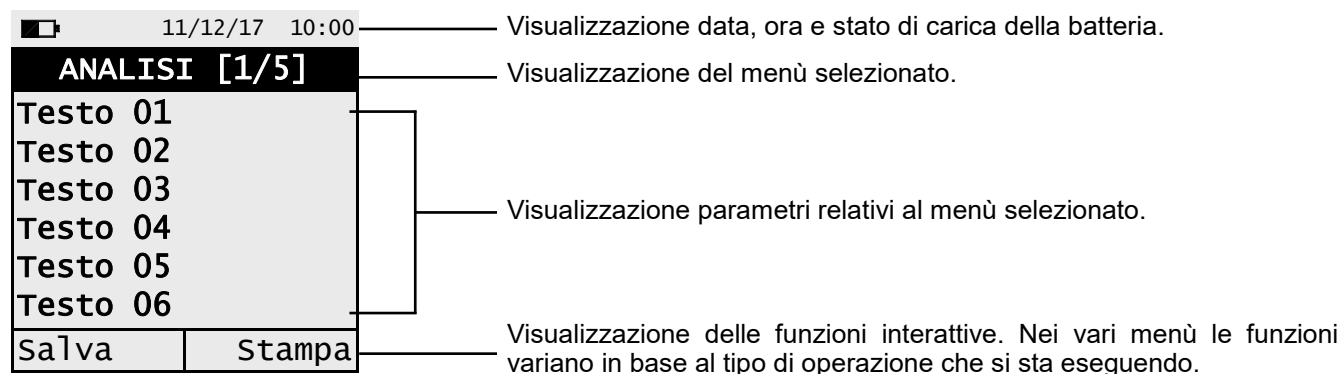 11/12/17 10:00
Visualizzazione data, ora e stato di carica della batteria.
ANALISI [1/5]
Visualizzazione del menù selezionato.
Testo 01
Testo 02
Testo 03
Testo 04
Testo 05
Testo 06
Visualizzazione parametri relativi al menù selezionato.
Salva Stampa
Visualizzazione delle funzioni interattive. Nei vari menù le funzioni
variano in base al tipo di operazione che si sta eseguendo.